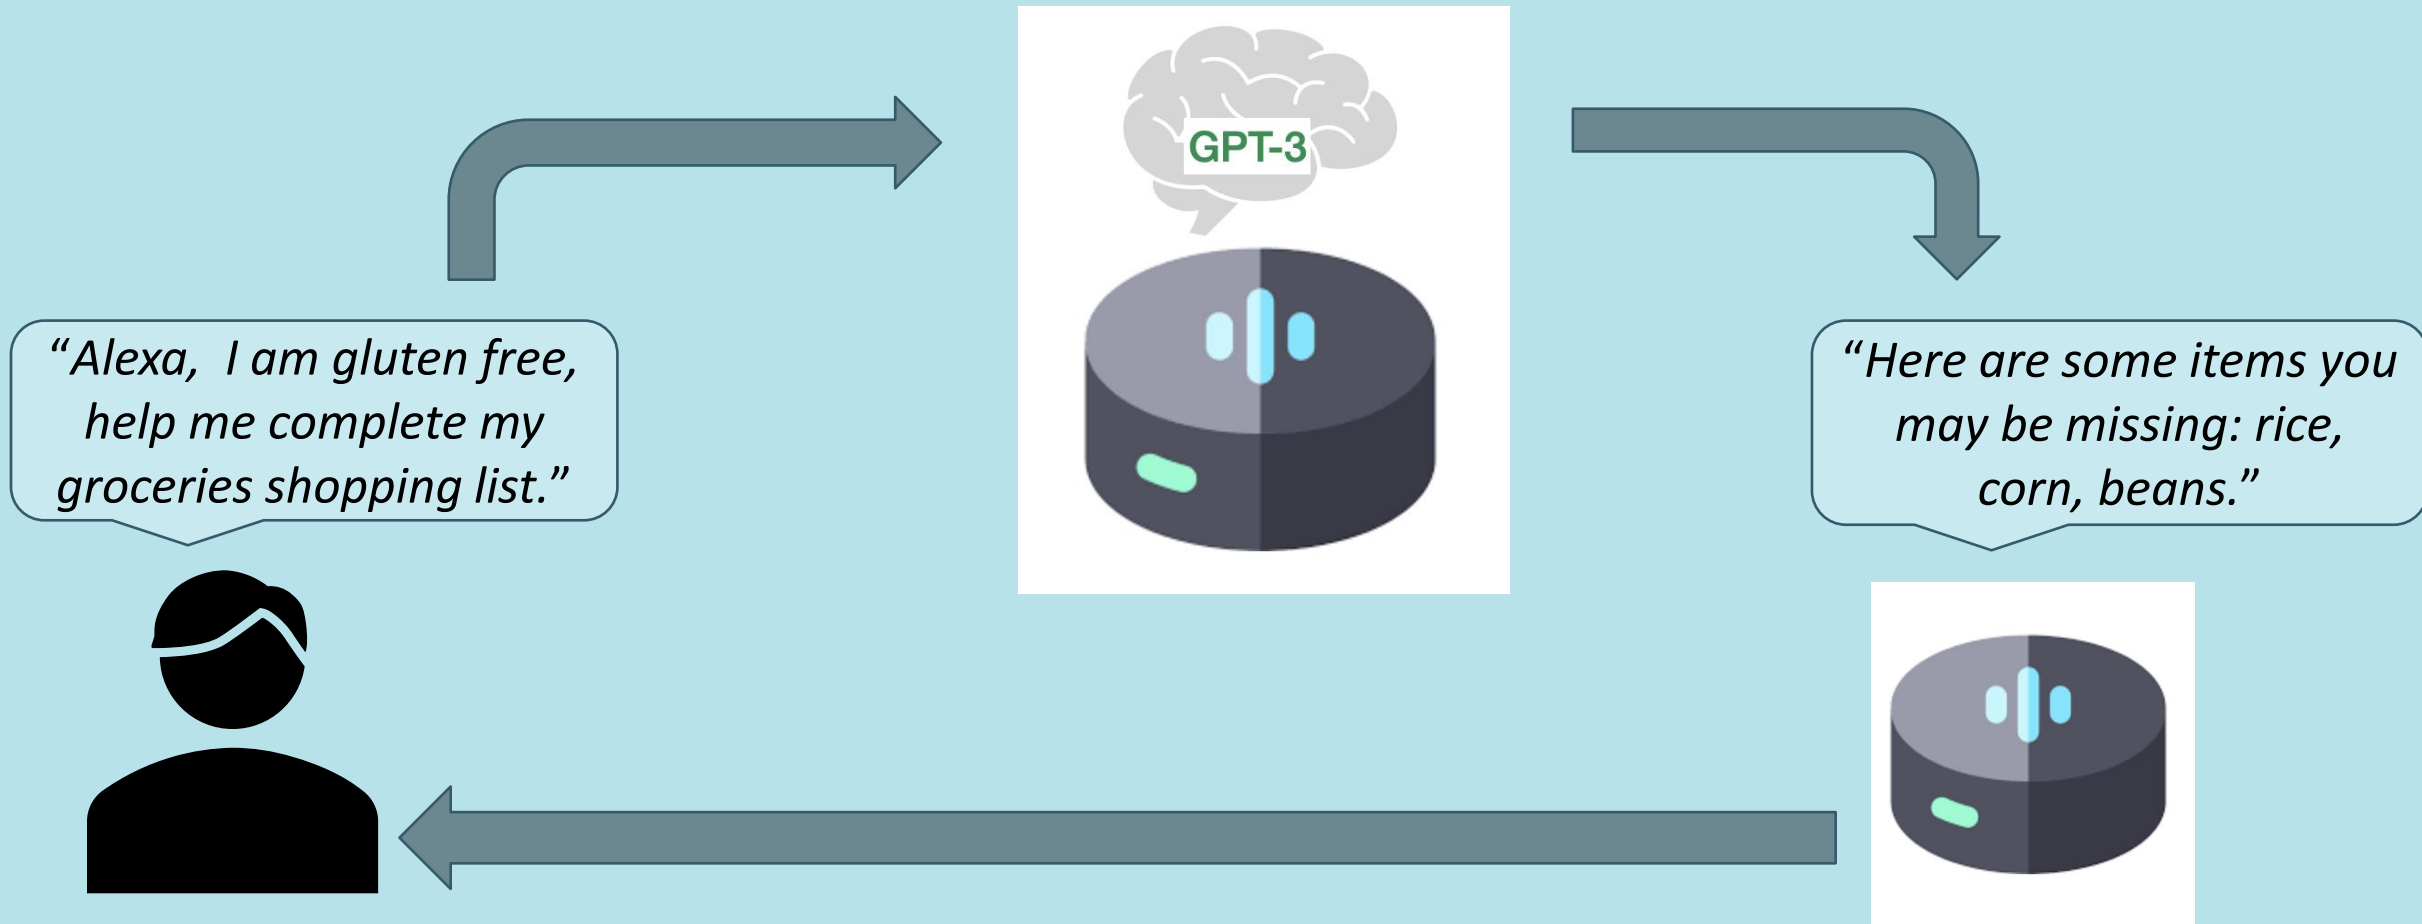 GPT-3
“Alexa,  I am gluten free,
help me complete my
groceries shopping list.”
“Here are some items you
may be missing: rice,
corn, beans.”